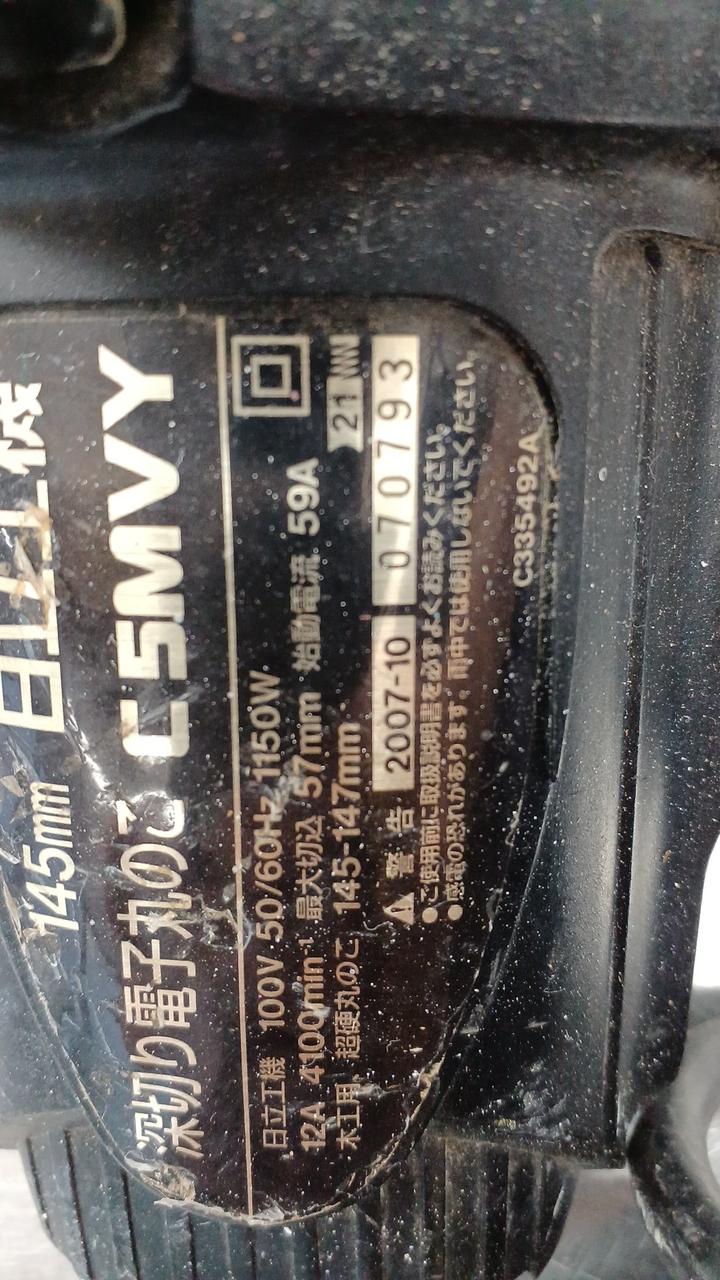 145mm 日立工機
深切り電子丸のこ C5MVY
日立工機 100V 50/60Hz 1150W
12A 4100min⁻¹ 最大切込 57mm 始動電流 59A
木工用 超硬丸のこ 145-147mm 21 NN
⚠ 警告 2007-10 070793
●ご使用前に取扱説明書を必ずよくお読みください。
●感電の恐れがあります。雨中では使用しないでください。
C335492A